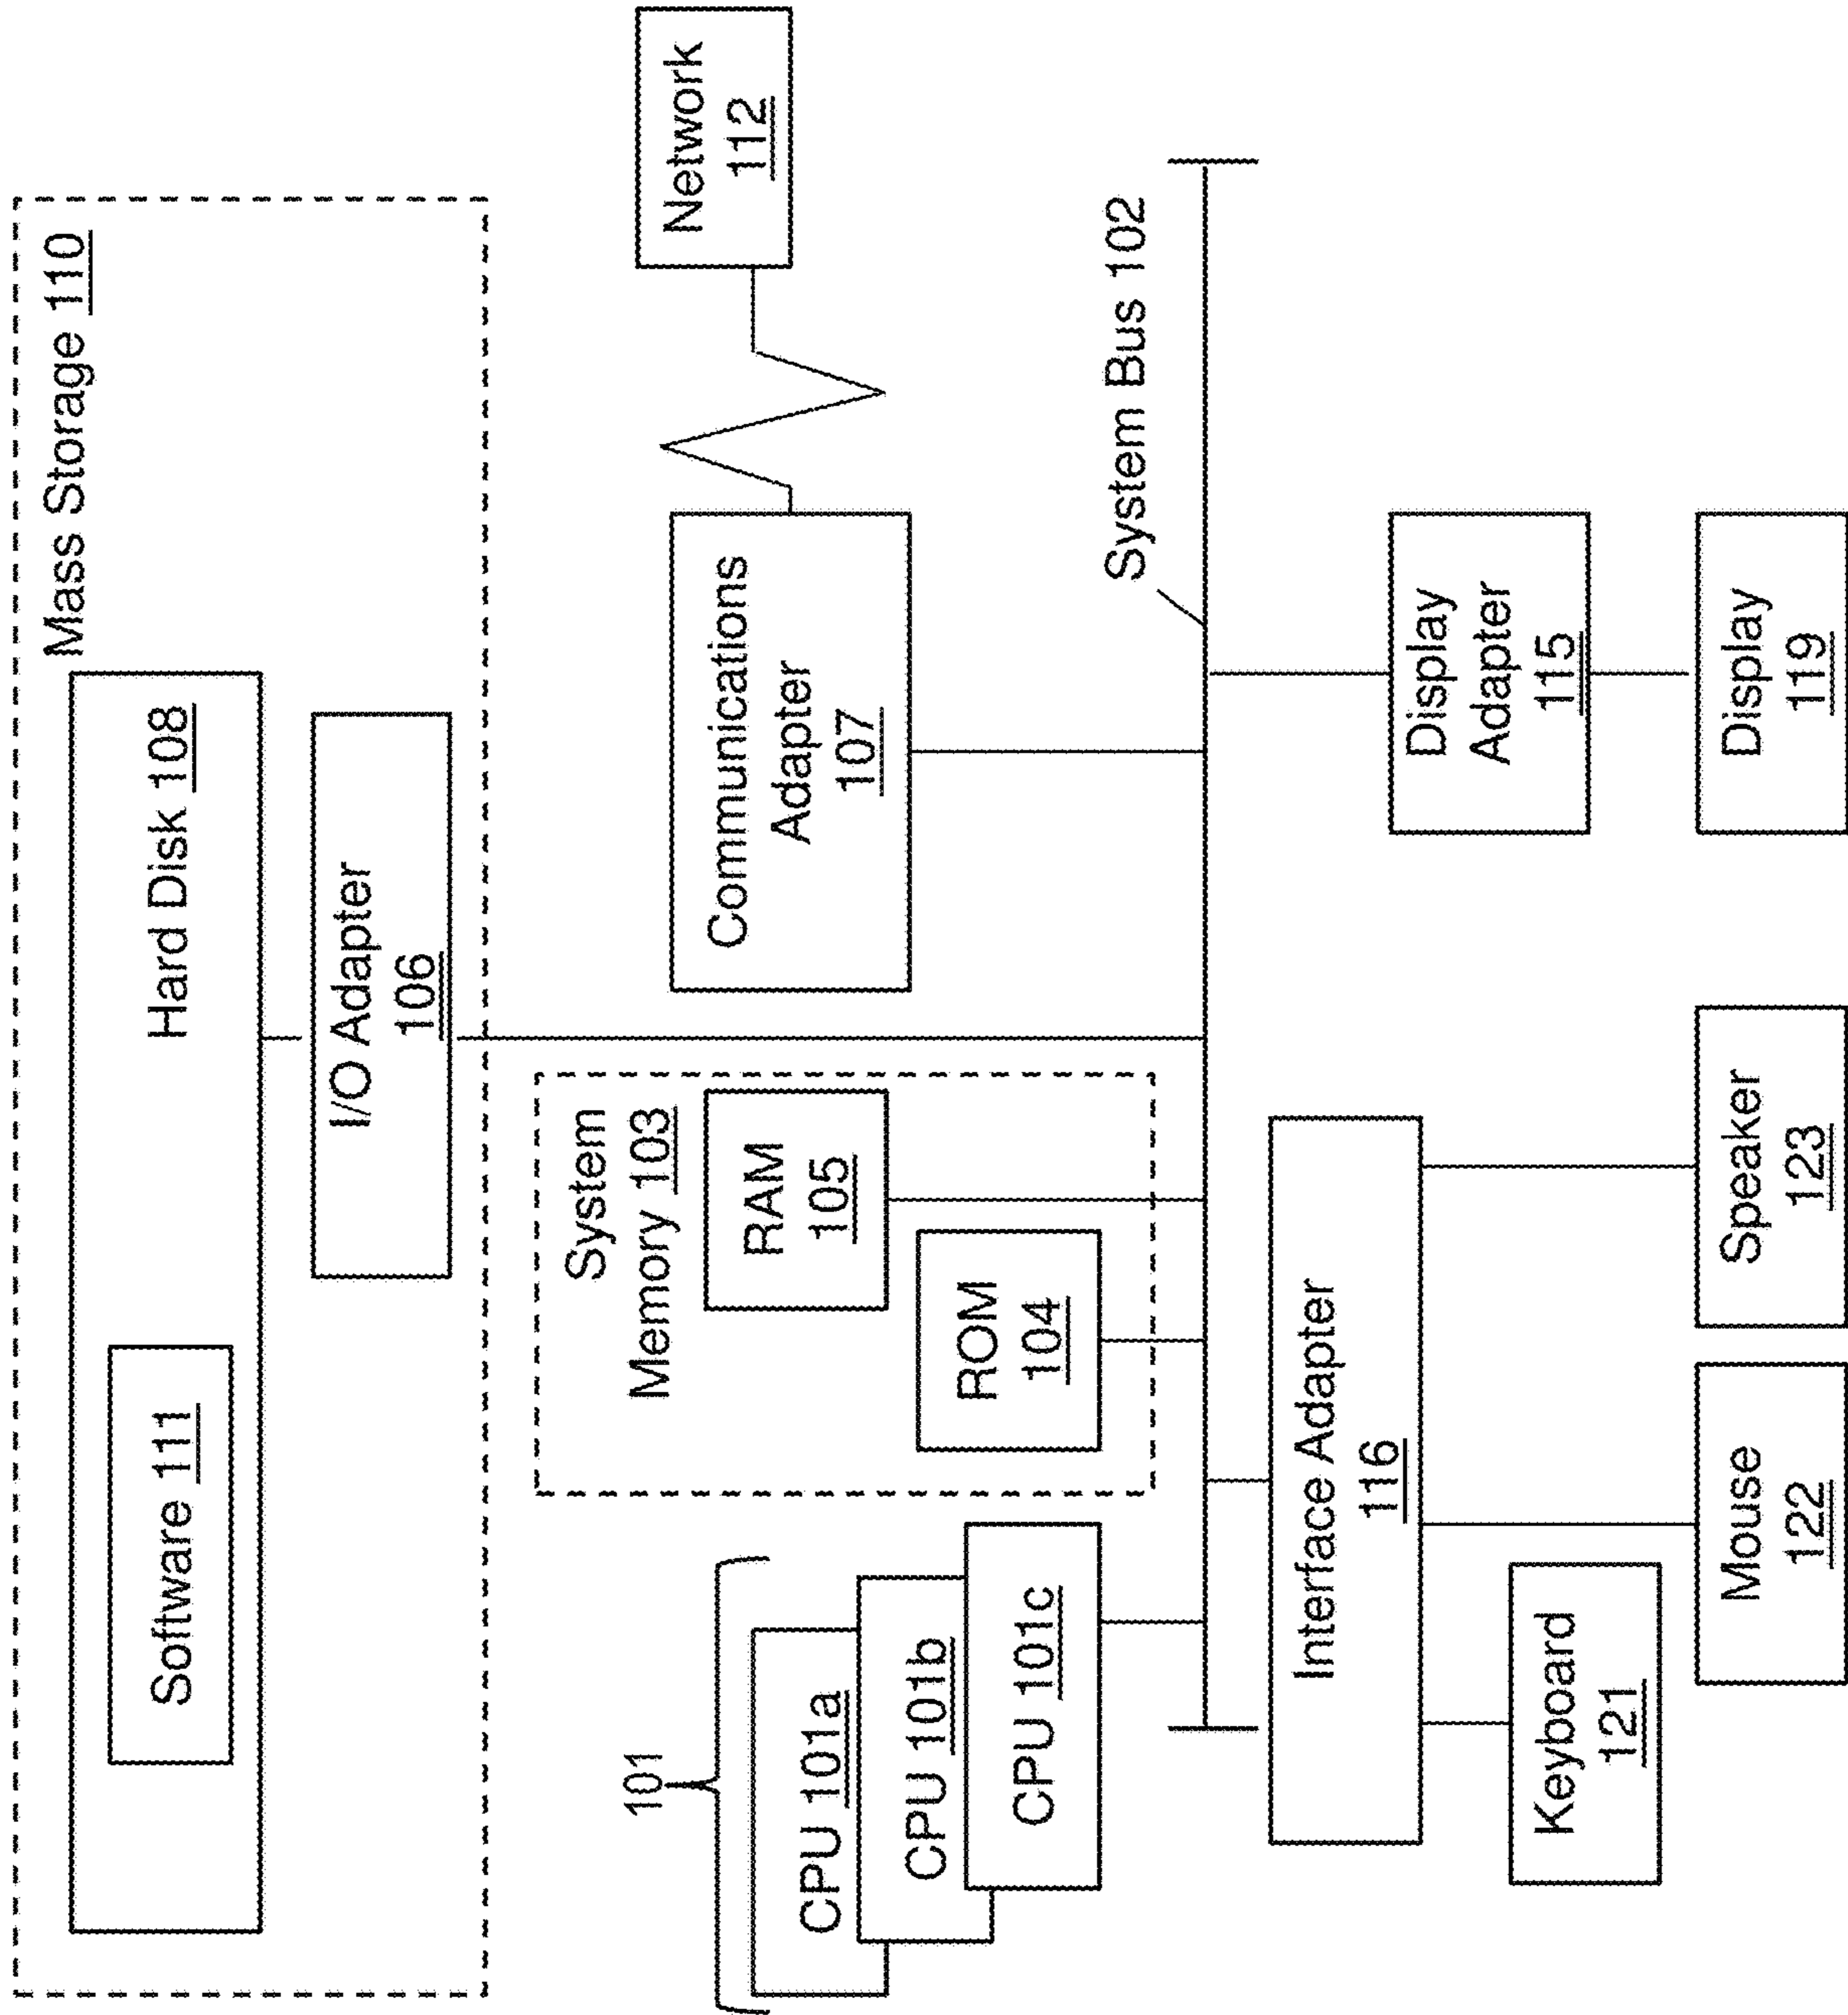 Mass Storage 110
Hard Disk 108
Software 111
I/O Adapter
106
System
Memory 103
RAM
105
ROM
104
101
CPU 101a
CPU 101b
CPU 101c
Communications
Adapter
107
Network
112
System Bus 102
Interface Adapter
116
Display
Adapter
115
Keyboard
121
Mouse
122
Speaker
123
Display
119